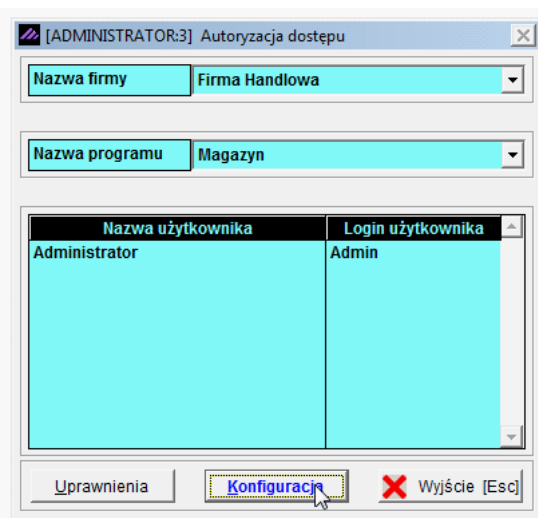 [ADMINISTRATOR:3] Autoryzacja dostępu
Nazwa firmy Firma Handlowa
Nazwa programu Magazyn
Nazwa użytkownika Login użytkownika
Administrator Admin
Uprawnienia Konfiguracja Wyjście [Esc]